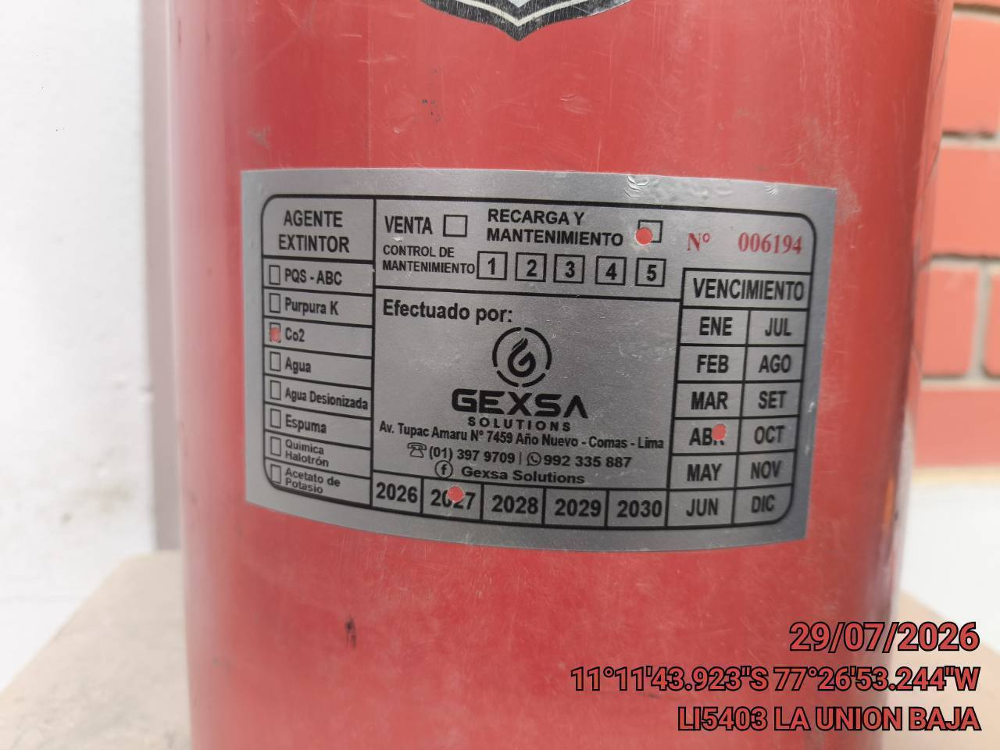 AGENTE
EXTINTOR
PQS - ABC
Purpura K
Co2
Agua
Agua Desionizada
Espuma
Quimica
Halotrón
Acetato de
Potasio
VENTA
RECARGA Y
MANTENIMIENTO
Nº 006194
CONTROL DE
MANTENIMIENTO
1 2 3 4 5
Efectuado por:
GEXSA
SOLUTIONS
Av. Tupac Amaru Nº 7459 Año Nuevo - Comas - Lima
(01) 397 9709 | 992 335 887
Gexsa Solutions
2026 2027 2028 2029 2030
VENCIMIENTO
ENE JUL
FEB AGO
MAR SET
ABR OCT
MAY NOV
JUN DIC
29/07/2026
11°11'43.923"S 77°26'53.244"W
LI5403 LA UNION BAJA